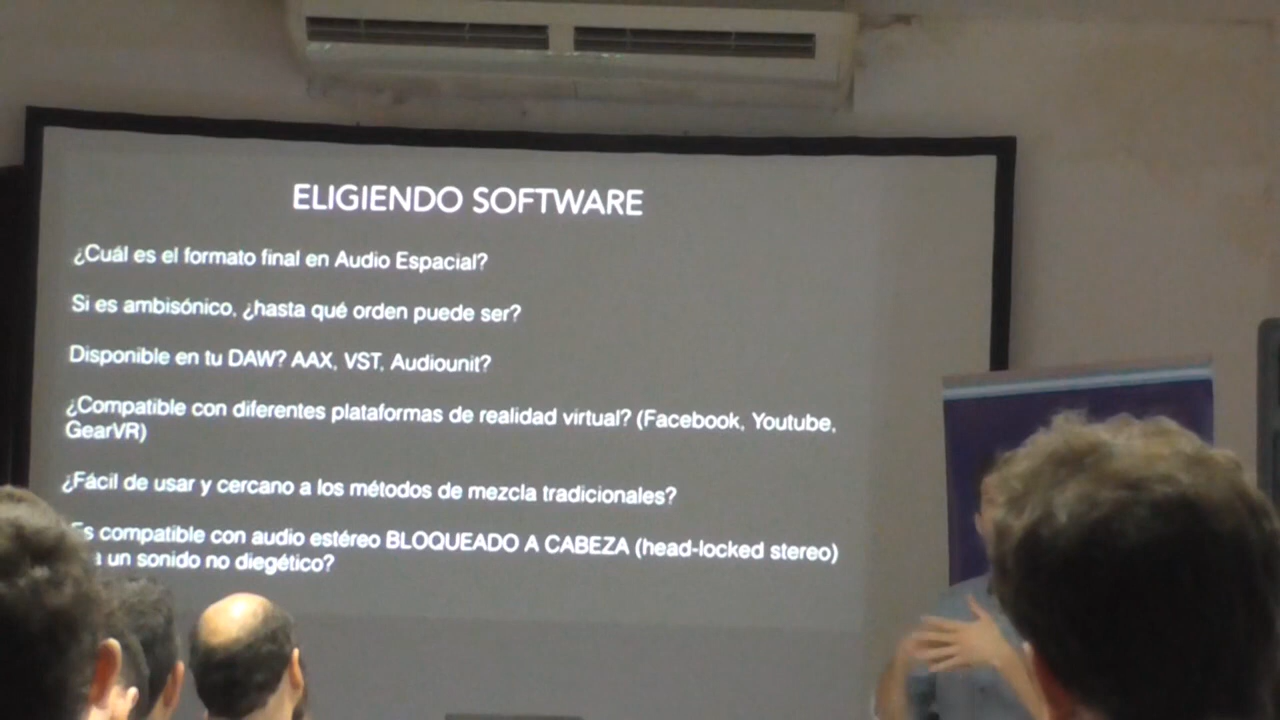 ELIGIENDO SOFTWARE
¿Cuál es el formato final en Audio Espacial?
Si es ambisónico, ¿hasta qué orden puede ser?
Disponible en tu DAW? AAX, VST, Audiounit?
¿Compatible con diferentes plataformas de realidad virtual? (Facebook, Youtube,
GearVR)
¿Fácil de usar y cercano a los métodos de mezcla tradicionales?
compatible con audio estéreo BLOQUEADO A CABEZA (head-locked stereo)
un sonido no diegético?